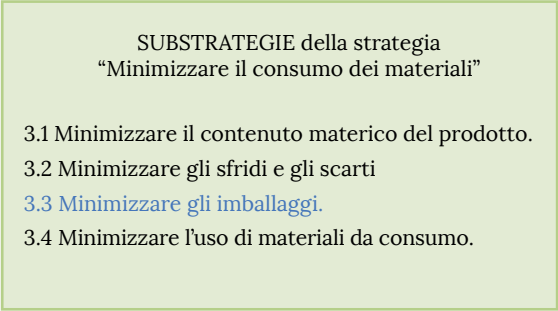 SUBSTRATEGIE della strategia
“Minimizzare il consumo dei materiali”
3.1 Minimizzare il contenuto materico del prodotto.
3.2 Minimizzare gli sfridi e gli scarti
3.3 Minimizzare gli imballaggi.
3.4 Minimizzare l’uso di materiali da consumo.